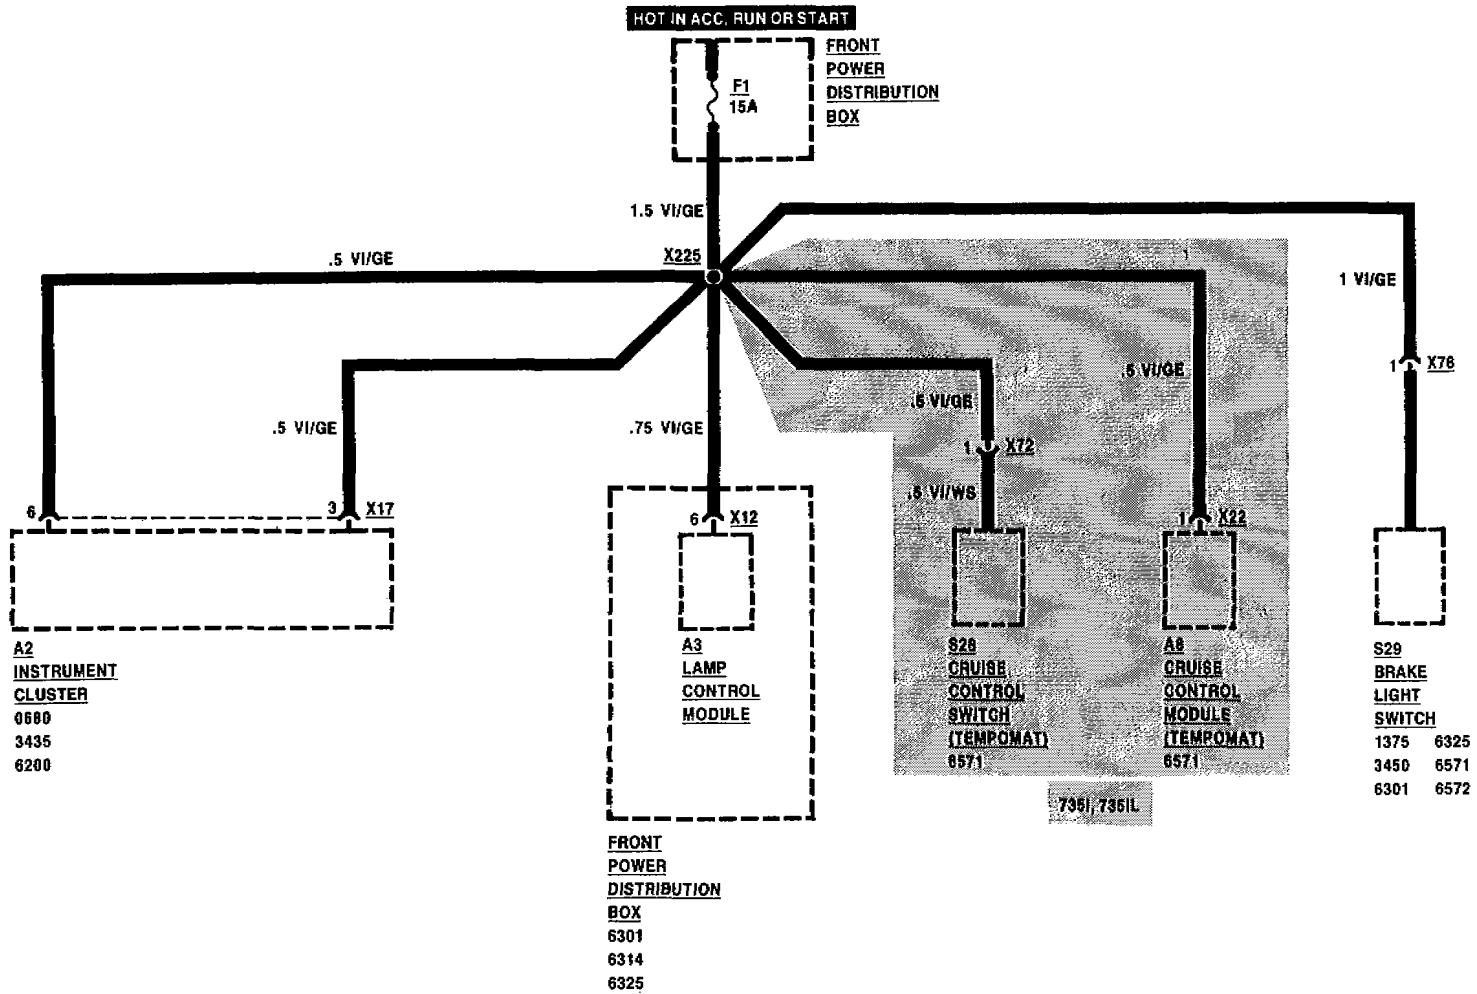 HOT IN ACC, RUN OR START
FRONT
POWER
DISTRIBUTION
BOX
F1
15A
1.5 VI/GE
X225
.5 VI/GE
1
1 VI/GE
1 X76
.5 VI/GE
.5 VI/GE
.5 VI/GE
.75 VI/GE
1 X72
.5 VI/WS
6
3 X17
6 X12
1 X22
A2
INSTRUMENT
CLUSTER
0680
3435
6200
A3
LAMP
CONTROL
MODULE
S28
CRUISE
CONTROL
SWITCH
(TEMPOMAT)
6571
A8
CRUISE
CONTROL
MODULE
(TEMPOMAT)
6571
S29
BRAKE
LIGHT
SWITCH
1375 6325
3450 6571
6301 6572
735I, 735IL
FRONT
POWER
DISTRIBUTION
BOX
6301
6314
6325